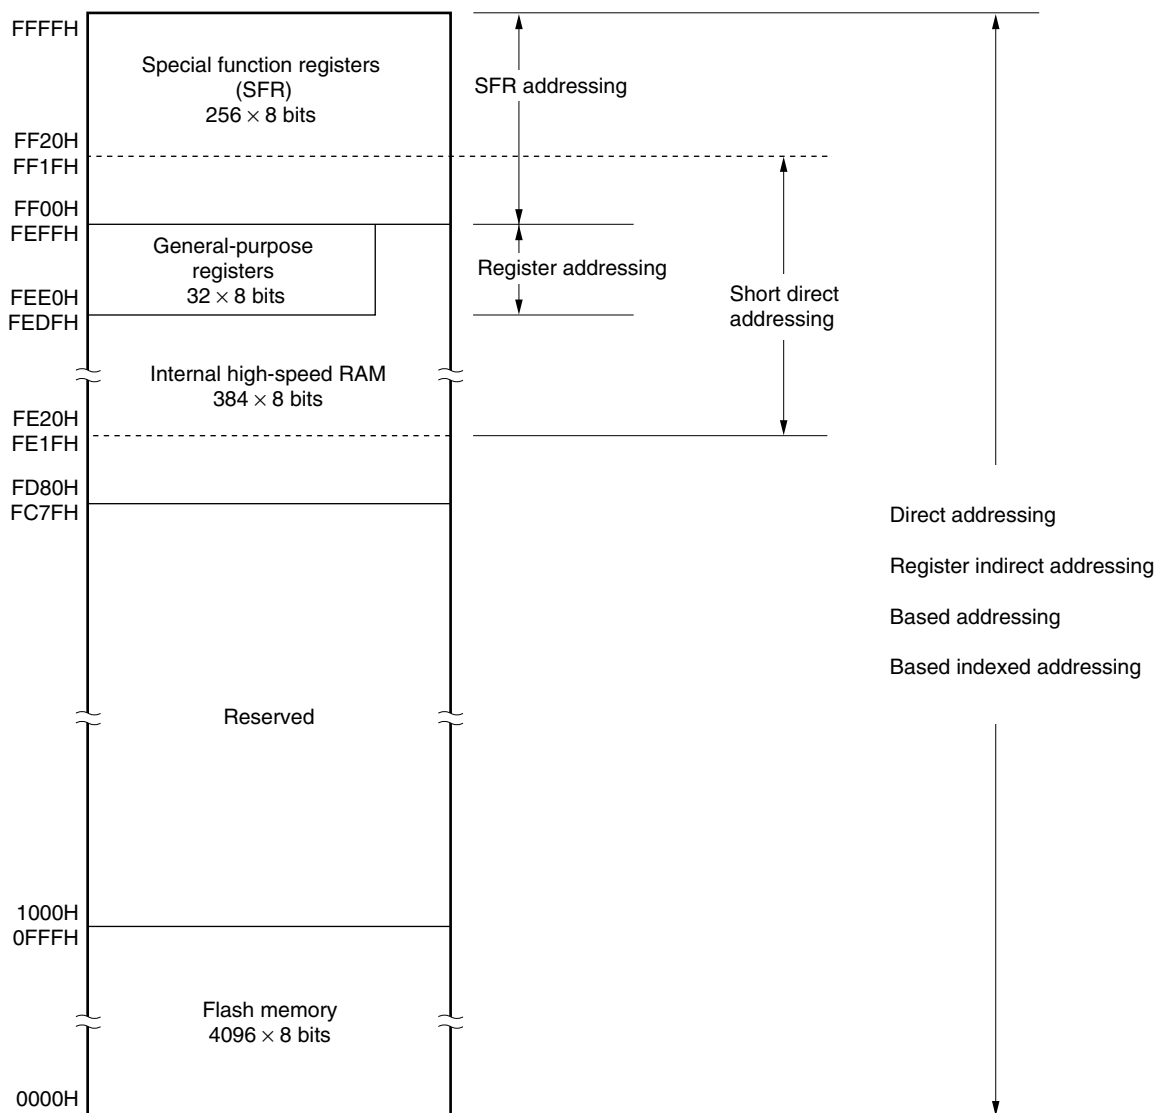 FFFFH
Special function registers
(SFR)
256 × 8 bits
SFR addressing
FF20H
FF1FH
FF00H
FEFFH
General-purpose
registers
32 × 8 bits
Register addressing
FEE0H
FEDFH
Short direct
addressing
Internal high-speed RAM
384 × 8 bits
FE20H
FE1FH
FD80H
FC7FH
Direct addressing
Register indirect addressing
Based addressing
Based indexed addressing
Reserved
1000H
0FFFH
Flash memory
4096 × 8 bits
0000H